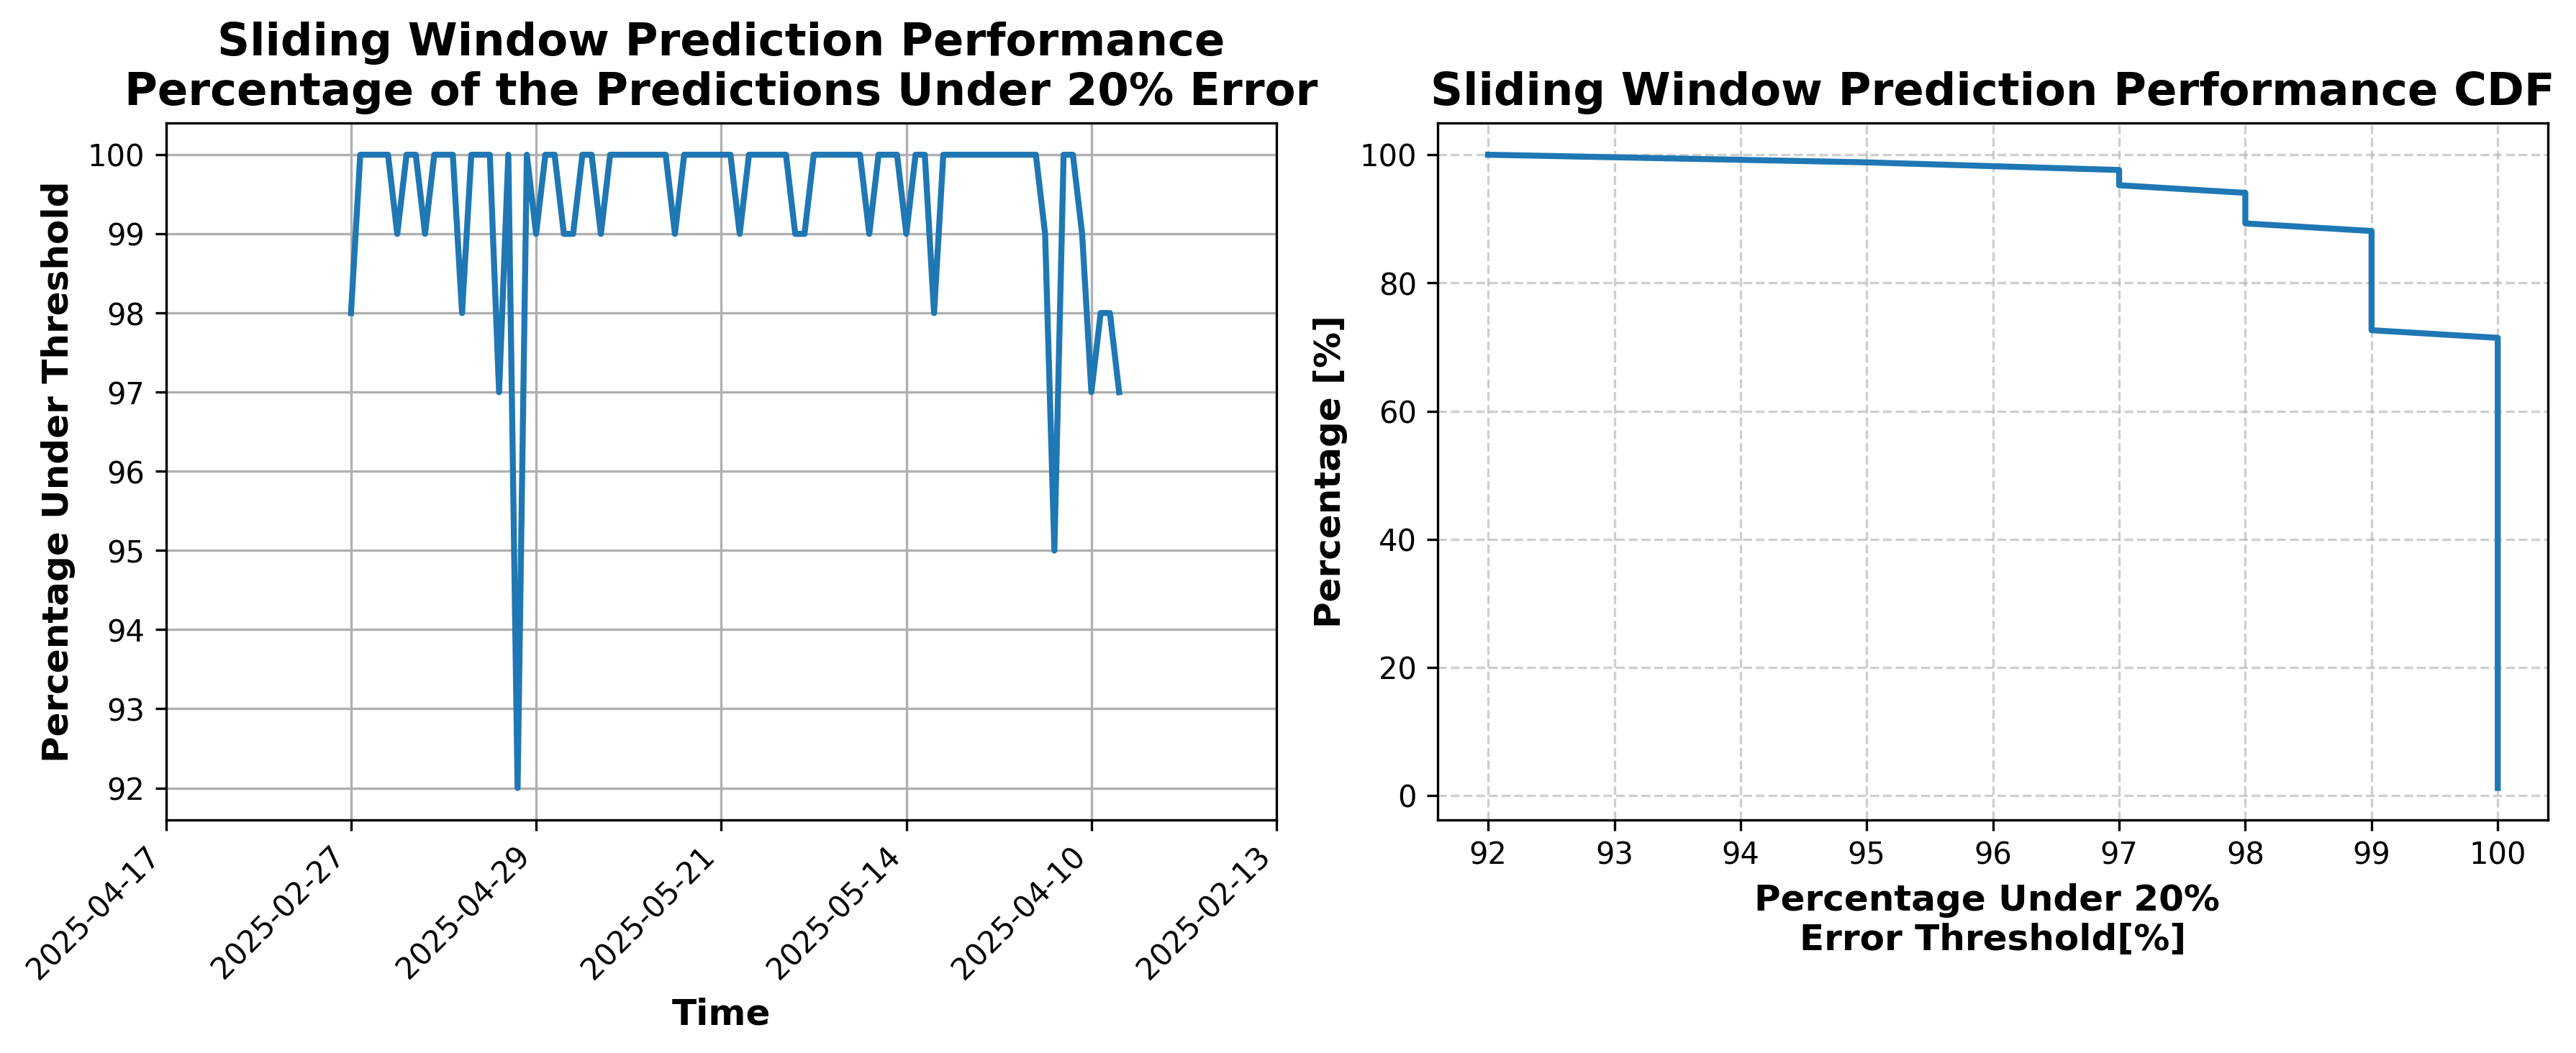 Sliding Window Prediction Performance
Percentage of the Predictions Under 20% Error
Percentage Under Threshold
100
99
98
97
96
95
94
93
92
2025-04-17
2025-02-27
2025-04-29
2025-05-21
2025-05-14
2025-04-10
2025-02-13
Time
Sliding Window Prediction Performance CDF
Percentage [%]
100
80
60
40
20
0
92 93 94 95 96 97 98 99 100
Percentage Under 20%
Error Threshold[%]